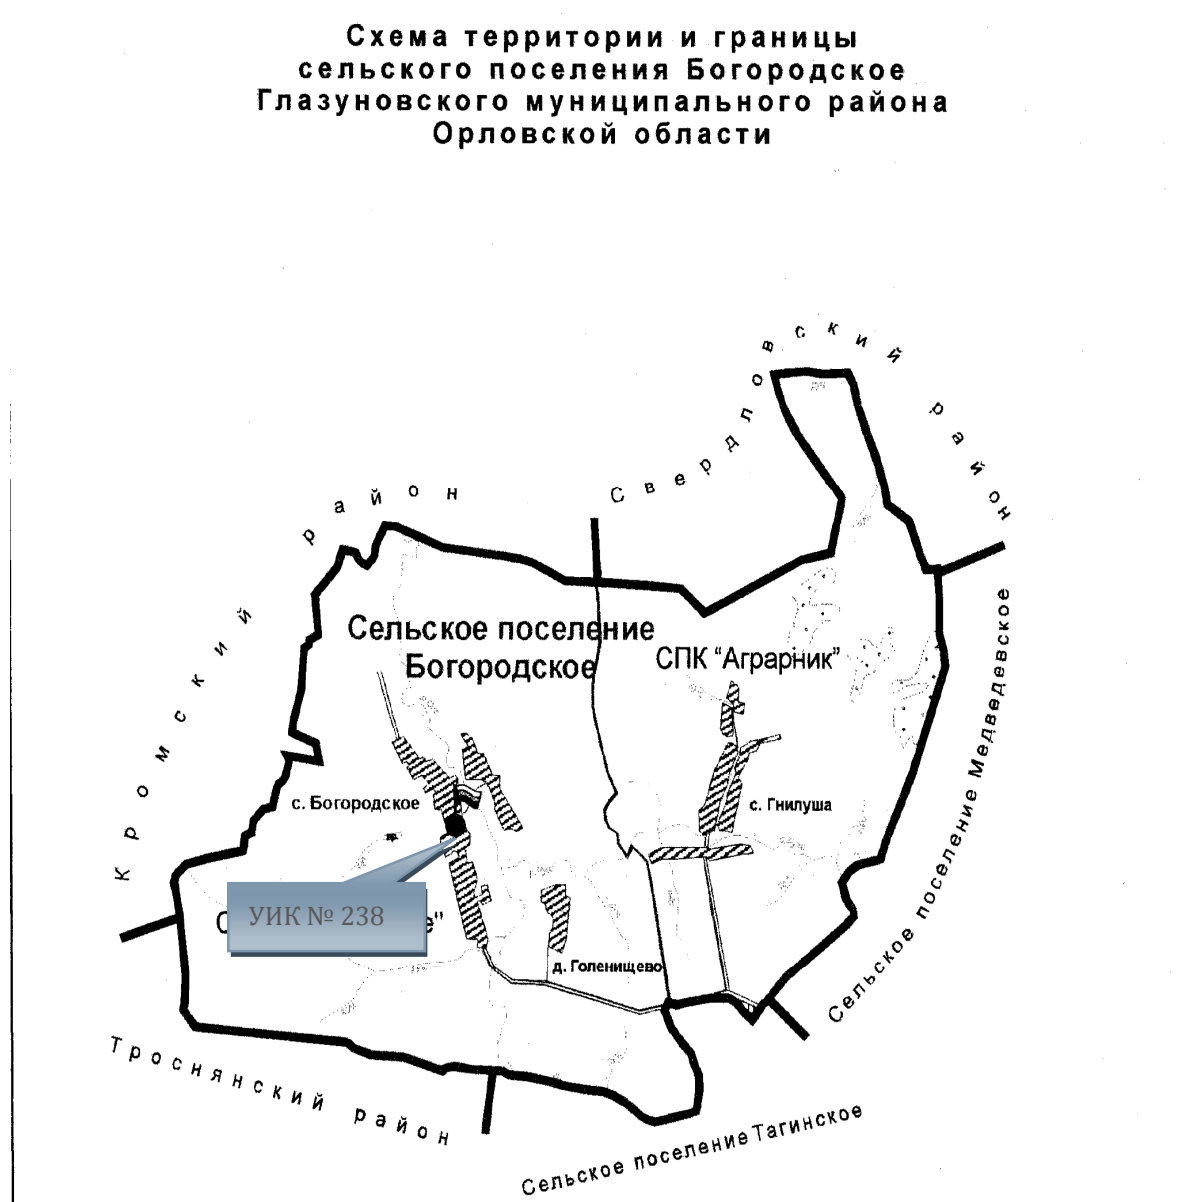 Схема территории и границы
сельского поселения Богородское
Глазуновского муниципального района
Орловской области
Свердловский район
Кромский район
Сельское поселение
Богородское
СПК “Аграрник”
с. Богородское
с. Гнилуша
УИК № 238
д. Голенищево
Сельское поселение Медведевское
Троснянский район
Сельское поселение Тагинское